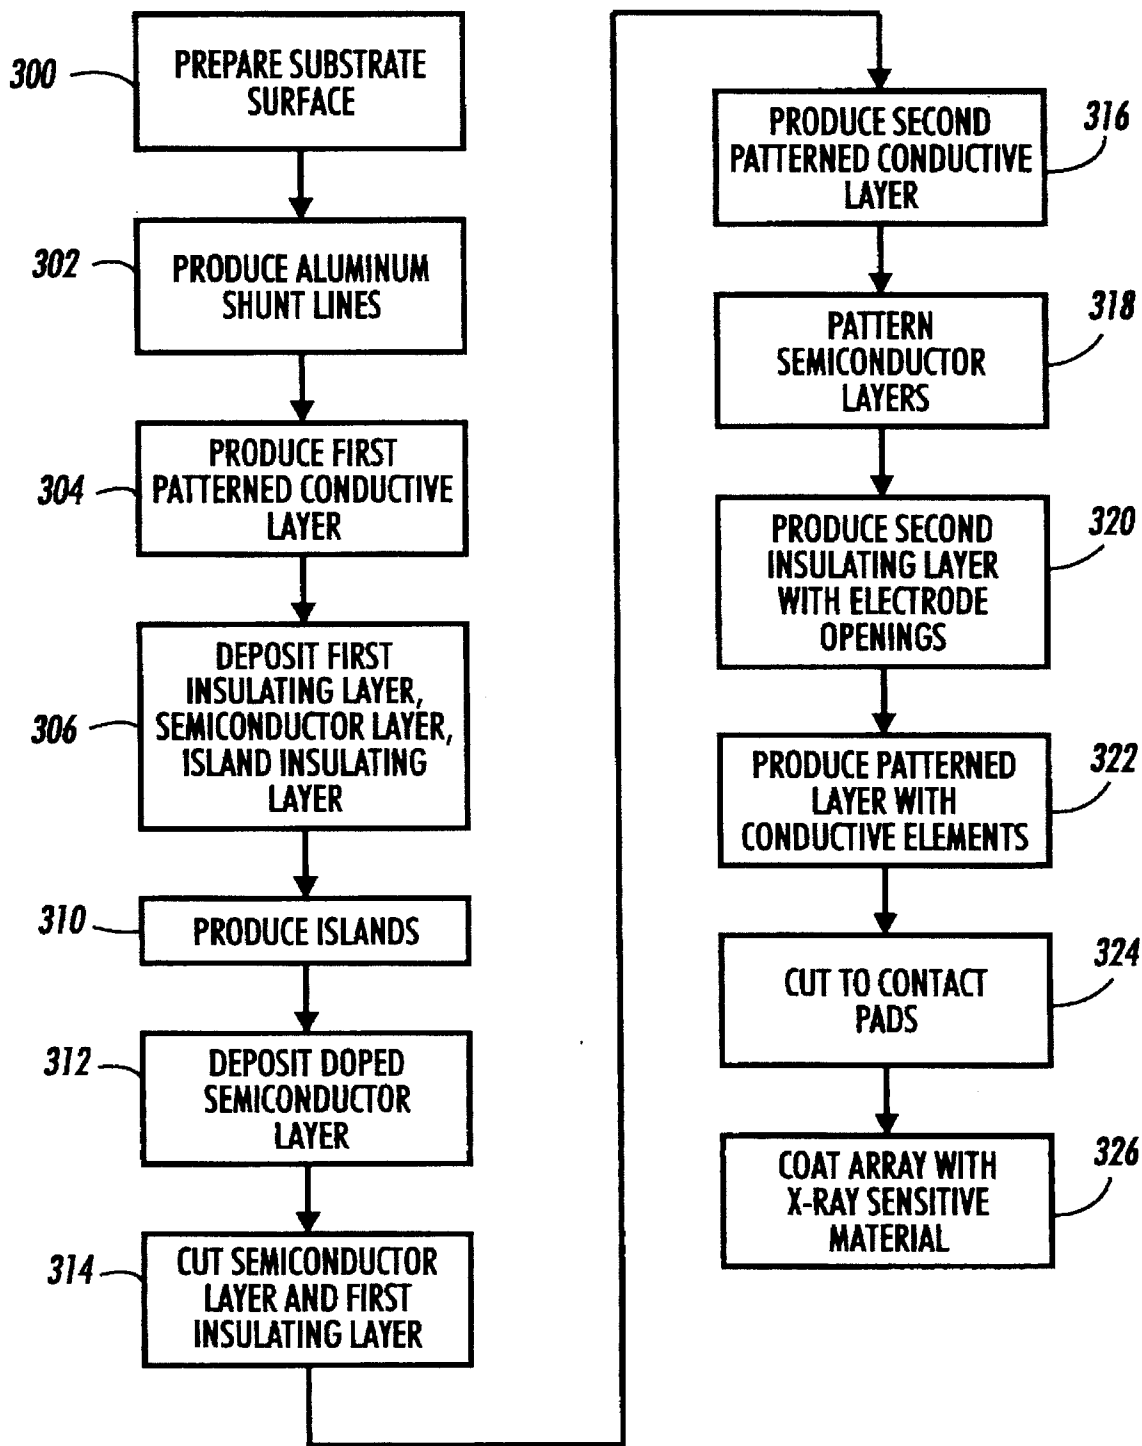 300
PREPARE SUBSTRATE
SURFACE
302
PRODUCE ALUMINUM
SHUNT LINES
304
PRODUCE FIRST
PATTERNED CONDUCTIVE
LAYER
306
DEPOSIT FIRST
INSULATING LAYER,
SEMICONDUCTOR LAYER,
ISLAND INSULATING
LAYER
310
PRODUCE ISLANDS
312
DEPOSIT DOPED
SEMICONDUCTOR
LAYER
314
CUT SEMICONDUCTOR
LAYER AND FIRST
INSULATING LAYER
316
PRODUCE SECOND
PATTERNED CONDUCTIVE
LAYER
318
PATTERN
SEMICONDUCTOR
LAYERS
320
PRODUCE SECOND
INSULATING LAYER
WITH ELECTRODE
OPENINGS
322
PRODUCE PATTERNED
LAYER WITH
CONDUCTIVE ELEMENTS
324
CUT TO CONTACT
PADS
326
COAT ARRAY WITH
X-RAY SENSITIVE
MATERIAL